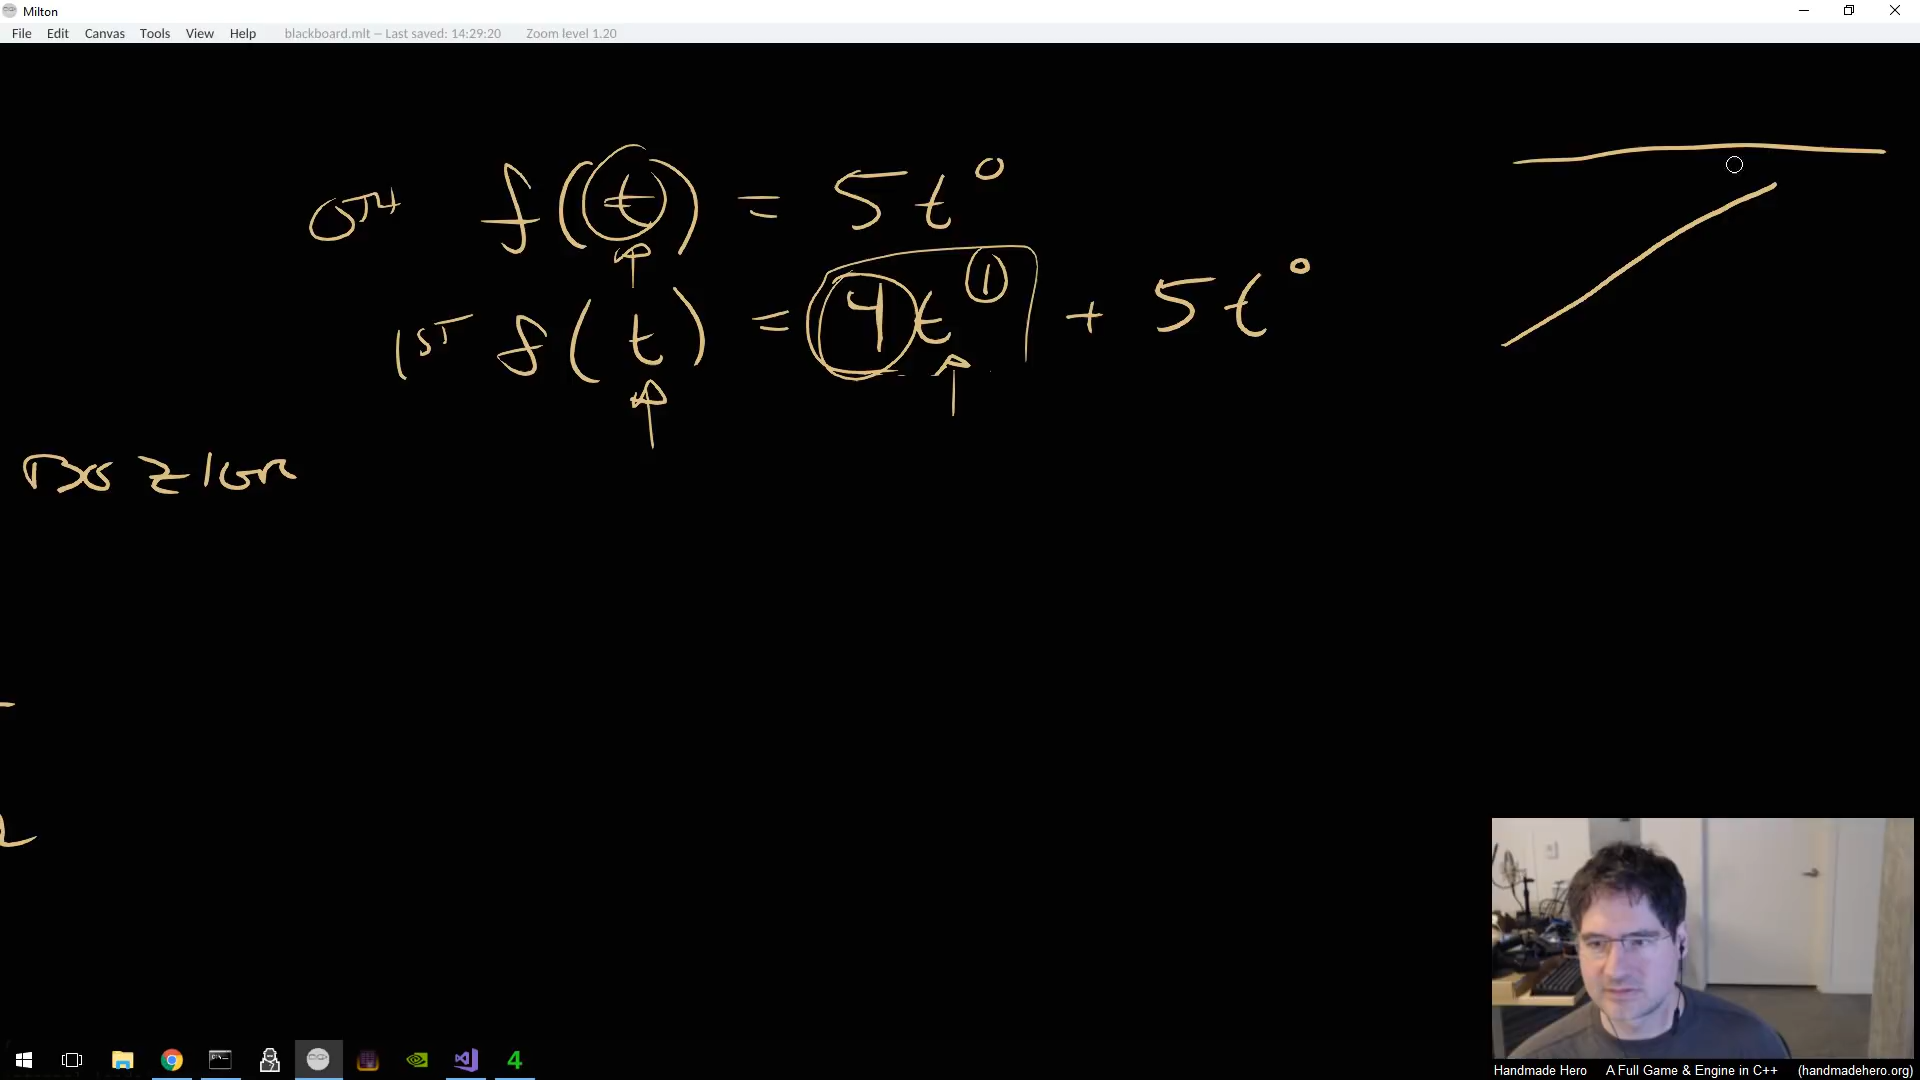 Milton
File Edit Canvas Tools View Help blackboard.mlt -- Last saved: 14:29:20 Zoom level 1.20
0TH f(t) = 5t⁰
1ST f(t) = 4t¹ + 5t⁰
4
Handmade Hero A Full Game & Engine in C++ (handmadehero.org)